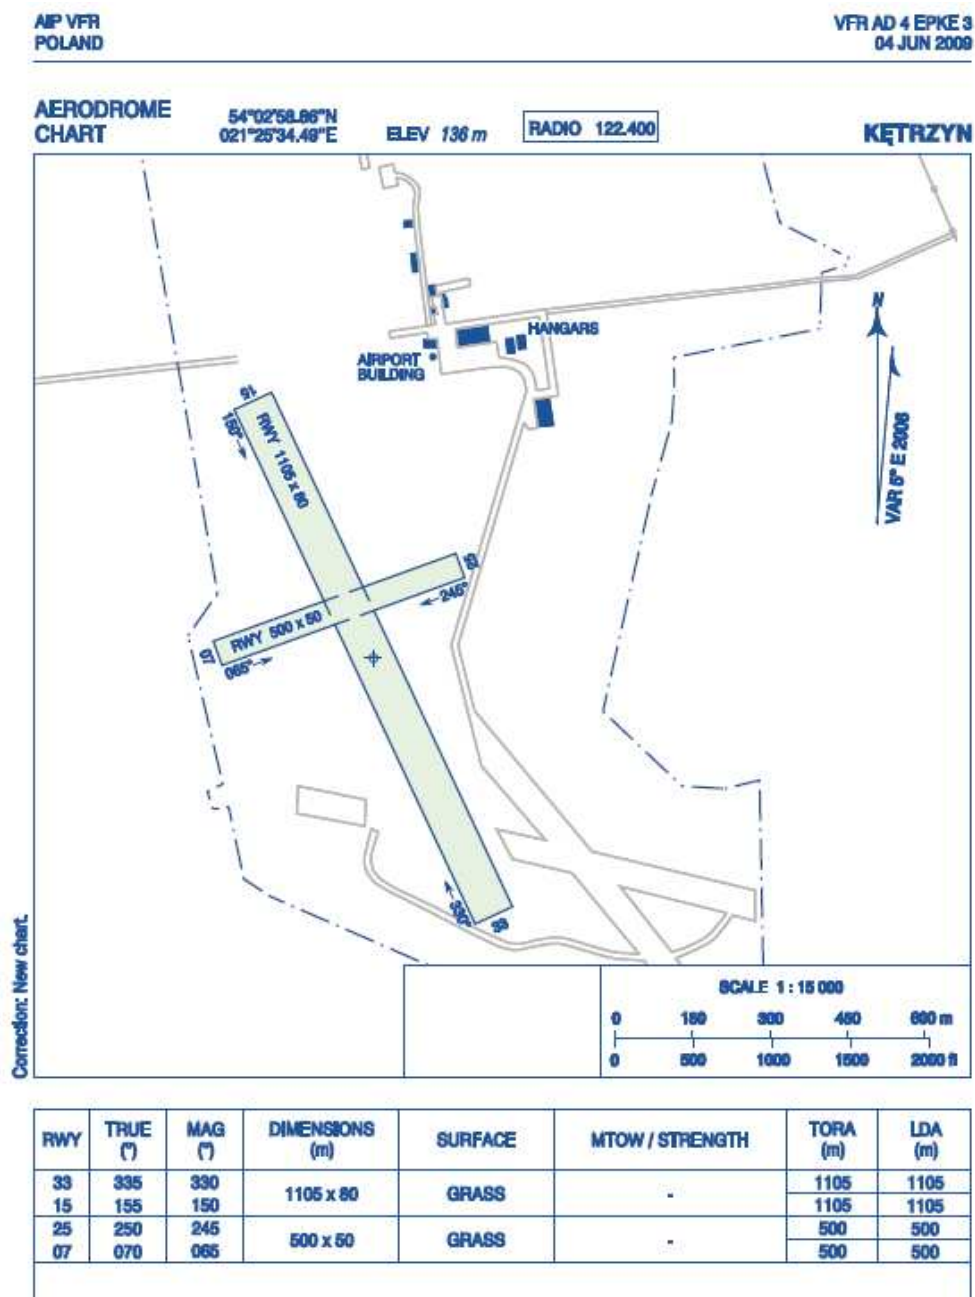 AIP VFR
POLAND
VFR AD 4 EPKE 3
04 JUN 2009
AERODROME
CHART
54°02'58.86"N
021°25'34.49"E
ELEV 136 m
RADIO 122.400
KĘTRZYN
HANGARS
AIRPORT
BUILDING
N
VAR 5° E 2006
15
150°
RWY 1105 x 80
25
245°
RWY 500 x 50
07
065°
330°
33
Correction: New chart.
SCALE 1 : 15 000
0 150 300 450 600 m
0 500 1000 1500 2000 ft
RWY TRUE (°) MAG (°) DIMENSIONS (m) SURFACE MTOW / STRENGTH TORA (m) LDA (m)
33 335 330 1105 x 80 GRASS - 1105 1105
15 155 150 1105 1105
25 250 245 500 x 50 GRASS - 500 500
07 070 065 500 500